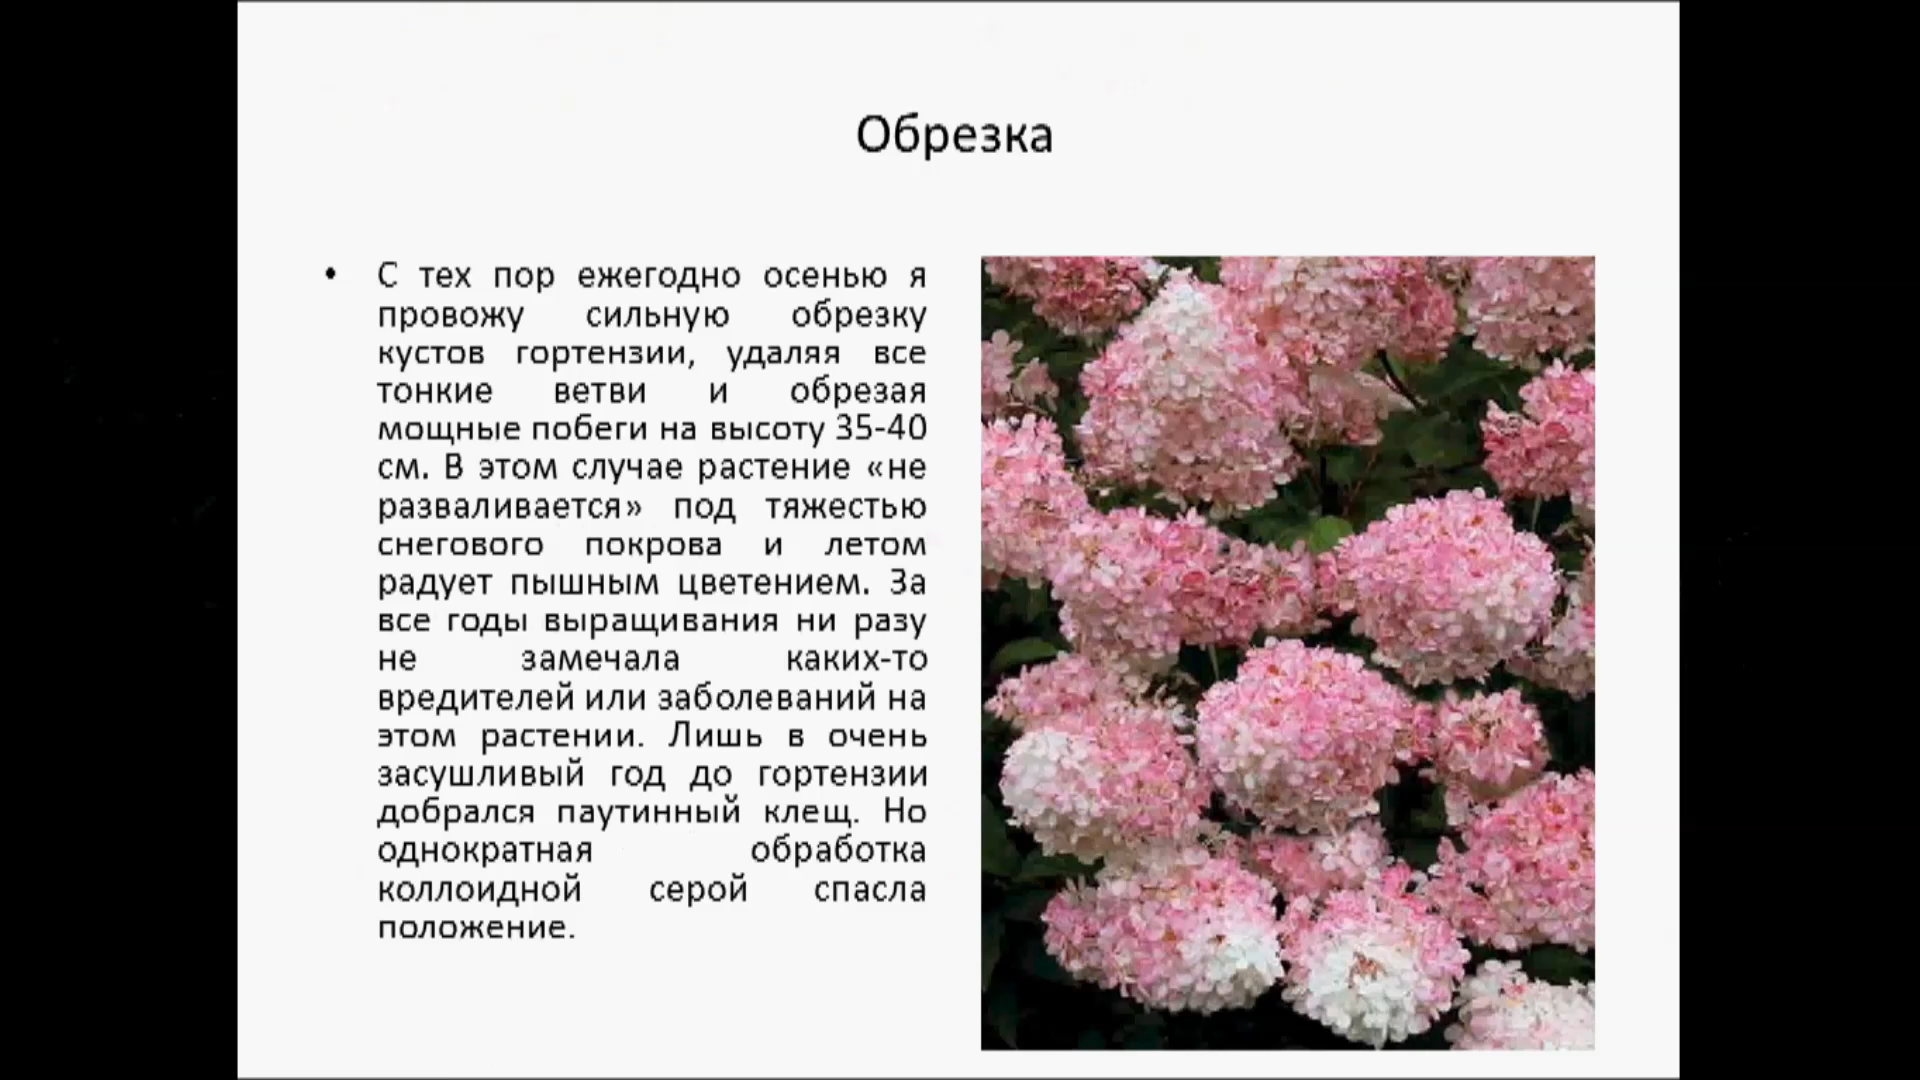 Обрезка
• С тех пор ежегодно осенью я
провожу сильную обрезку
кустов гортензии, удаляя все
тонкие ветви и обрезая
мощные побеги на высоту 35-40
см. В этом случае растение «не
разваливается» под тяжестью
снегового покрова и летом
радует пышным цветением. За
все годы выращивания ни разу
не замечала каких-то
вредителей или заболеваний на
этом растении. Лишь в очень
засушливый год до гортензии
добрался паутинный клещ. Но
однократная обработка
коллоидной серой спасла
положение.